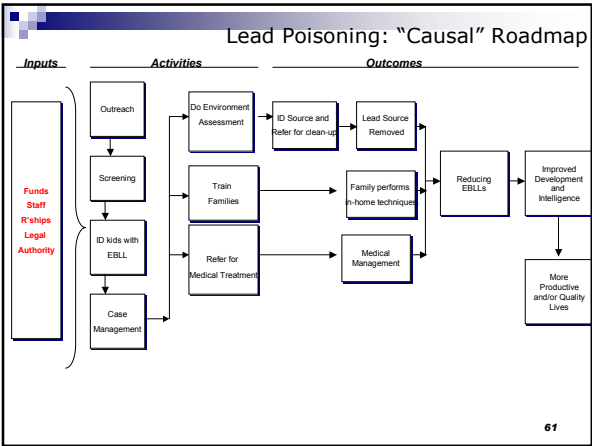 Lead Poisoning: “Causal” Roadmap
Inputs
Activities
Outcomes
Funds
Staff
R'ships
Legal
Authority
Outreach
Screening
ID kids with
EBLL
Case
Management
Do Environment
Assessment
Train
Families
Refer for
Medical Treatment
ID Source and
Refer for clean-up
Lead Source
Removed
Family performs
in-home techniques
Medical
Management
Reducing
EBLLs
Improved
Development
and
Intelligence
More
Productive
and/or Quality
Lives
61